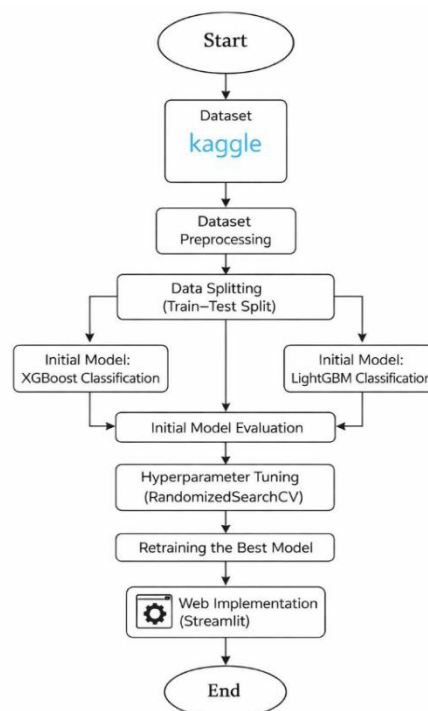 Start
Dataset
kaggle
Dataset
Preprocessing
Data Splitting
(Train–Test Split)
Initial Model:
XGBoost Classification
Initial Model:
LightGBM Classification
Initial Model Evaluation
Hyperparameter Tuning
(RandomizedSearchCV)
Retraining the Best Model
Web Implementation
(Streamlit)
End